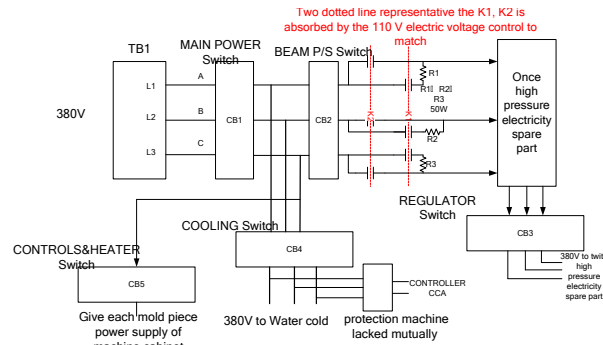 Two dotted line representative the K1, K2 is
absorbed by the 110 V electric voltage control to
match
TB1
MAIN POWER
Switch
BEAM P/S Switch
380V
L1
L2
L3
A
B
C
CB1
CB2
R1
R1 R2
R3
50W
R2
R3
Once
high
pressure
electricity
spare
part
REGULATOR
Switch
CB3
380V to twit
high
pressure
electricity
spare part
COOLING Switch
CB4
CONTROLS&HEATER
Switch
CB5
Give each mold piece
power supply of
machine cabinet
380V to Water cold
CONTROLLER
CCA
protection machine
lacked mutually